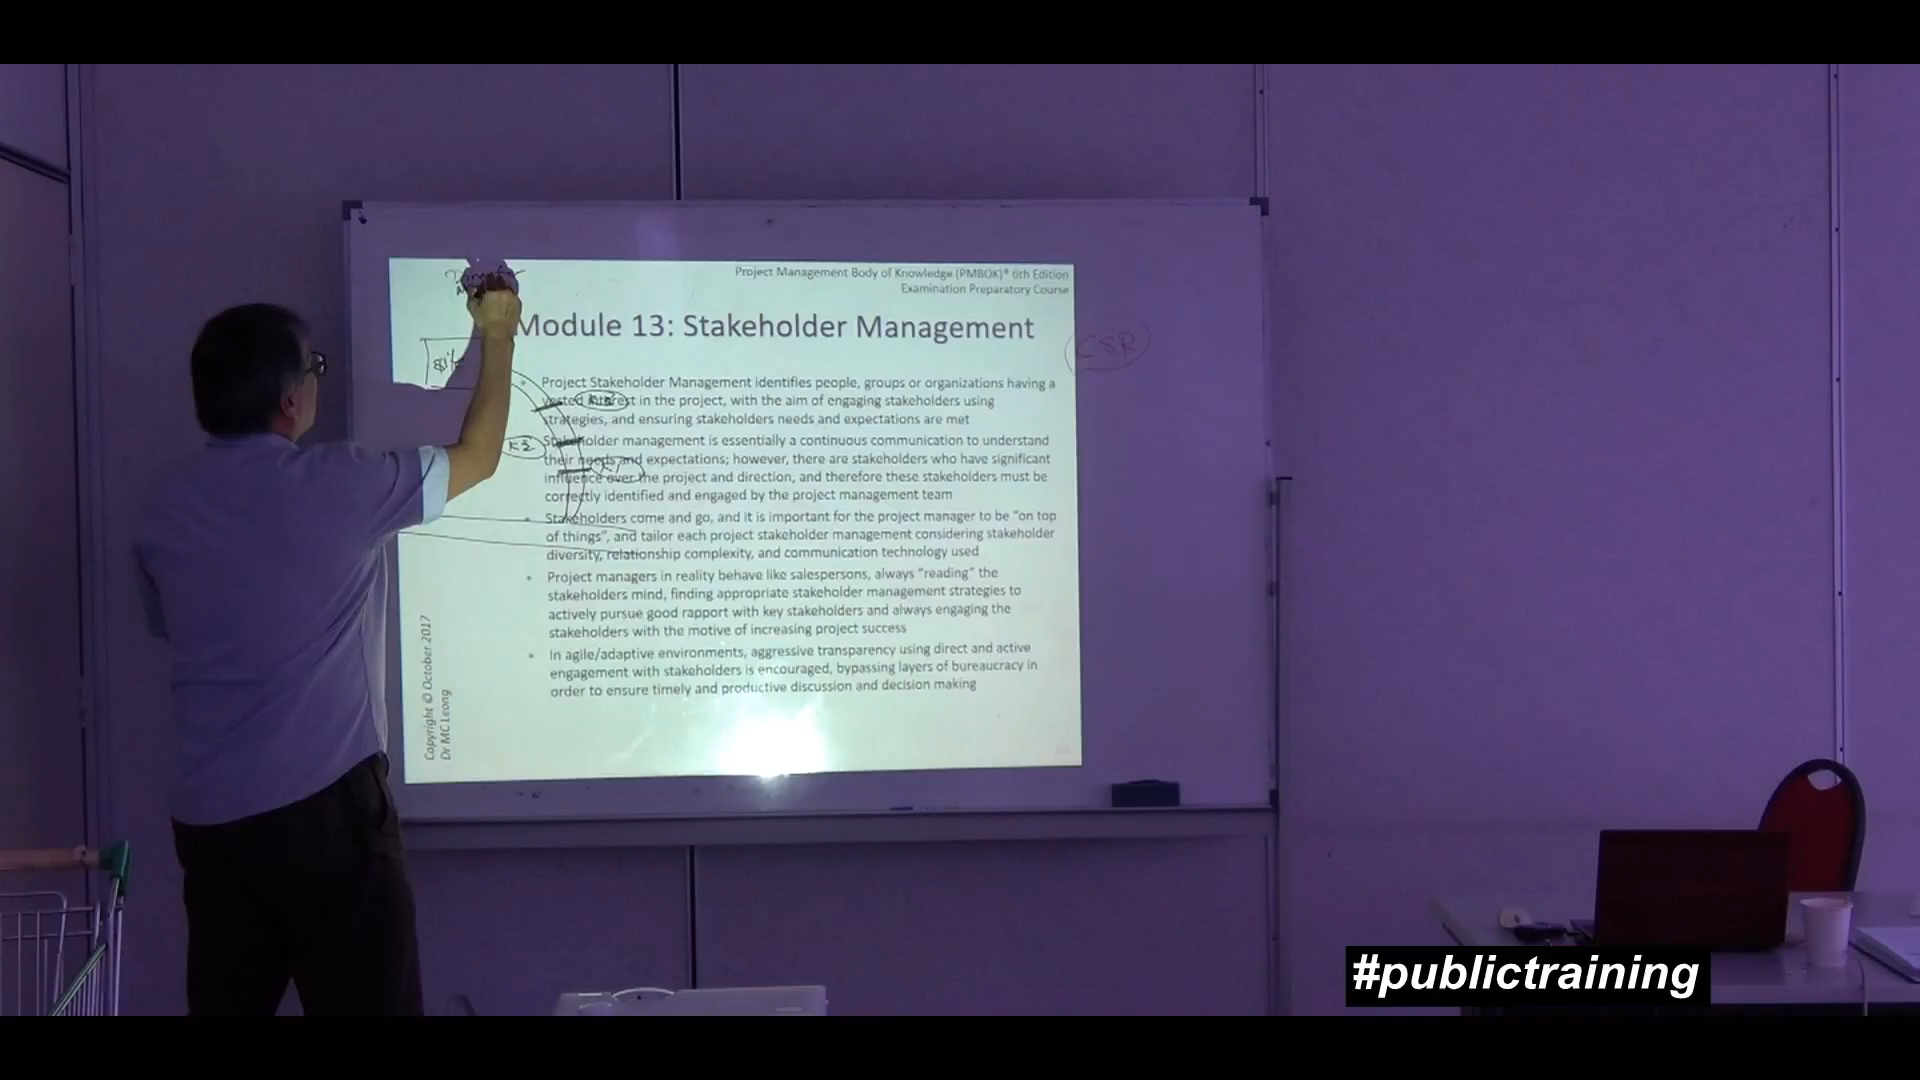 Project Management Body of Knowledge (PMBOK)® 6th Edition
Examination Preparatory Course
Module 13: Stakeholder Management
CSR
• Project Stakeholder Management identifies people, groups or organizations having a
vested interest in the project, with the aim of engaging stakeholders using
strategies, and ensuring stakeholders needs and expectations are met
Stakeholder management is essentially a continuous communication to understand
their needs and expectations; however, there are stakeholders who have significant
influence over the project and direction, and therefore these stakeholders must be
correctly identified and engaged by the project management team
• Stakeholders come and go, and it is important for the project manager to be "on top
of things", and tailor each project stakeholder management considering stakeholder
diversity, relationship complexity, and communication technology used
• Project managers in reality behave like salespersons, always "reading" the
stakeholders mind, finding appropriate stakeholder management strategies to
actively pursue good rapport with key stakeholders and always engaging the
stakeholders with the motive of increasing project success
• In agile/adaptive environments, aggressive transparency using direct and active
engagement with stakeholders is encouraged, bypassing layers of bureaucracy in
order to ensure timely and productive discussion and decision making
K1
Copyright © October 2017
Dr MC Leong
#publictraining